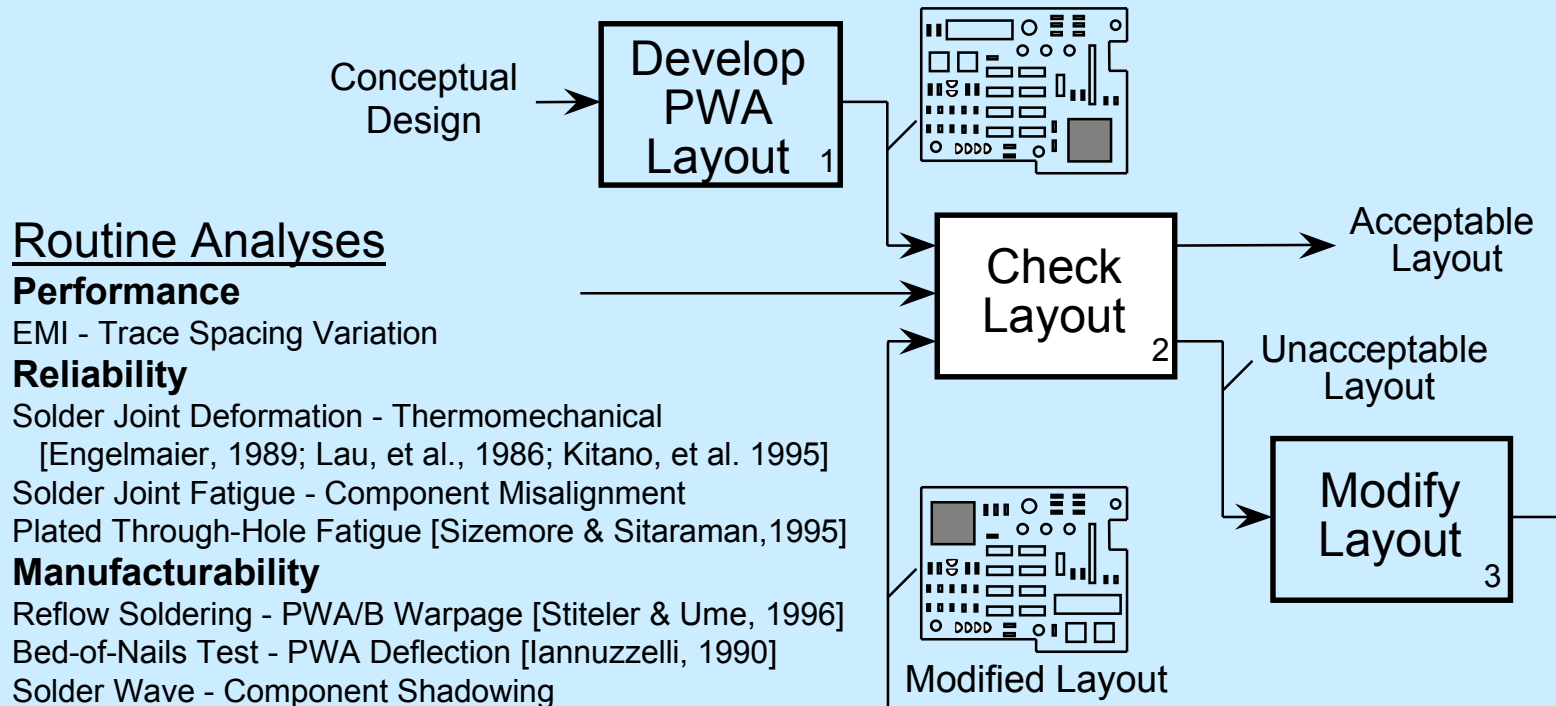 Conceptual
Design
Develop
PWA
Layout
1
Routine Analyses
Performance
EMI - Trace Spacing Variation
Reliability
Solder Joint Deformation - Thermomechanical
[Engelmaier, 1989; Lau, et al., 1986; Kitano, et al. 1995]
Solder Joint Fatigue - Component Misalignment
Plated Through-Hole Fatigue [Sizemore & Sitaraman,1995]
Manufacturability
Reflow Soldering - PWA/B Warpage [Stiteler & Ume, 1996]
Bed-of-Nails Test - PWA Deflection [Iannuzzelli, 1990]
Solder Wave - Component Shadowing
Check
Layout
2
Acceptable
Layout
Unacceptable
Layout
Modify
Layout
3
Modified Layout